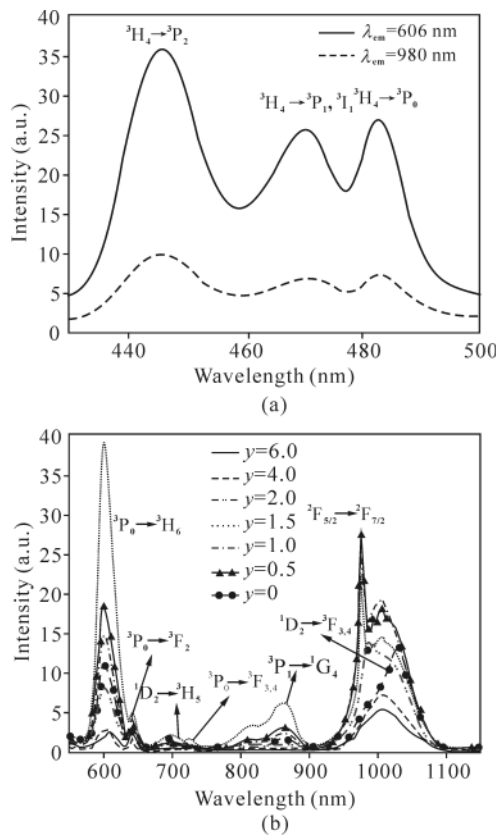 40
35
30
25
20
15
10
5
0
Intensity (a.u.)
³H₄→³P₂
λem=606 nm
λem=980 nm
³H₄→³P₁, ³I₁ ³H₄→³P₀
440 460 480 500
Wavelength (nm)
(a)
40
35
30
25
20
15
10
5
0
Intensity (a.u.)
y=6.0
y=4.0
y=2.0
y=1.5
y=1.0
y=0.5
y=0
³P₀→³H₆
²F₅/₂→²F₇/₂
³P₀→³F₂
¹D₂→³H₅
³P₀→³F₃,₄
³P₁→¹G₄
¹D₂→³F₃,₄
600 700 800 900 1000 1100
Wavelength (nm)
(b)